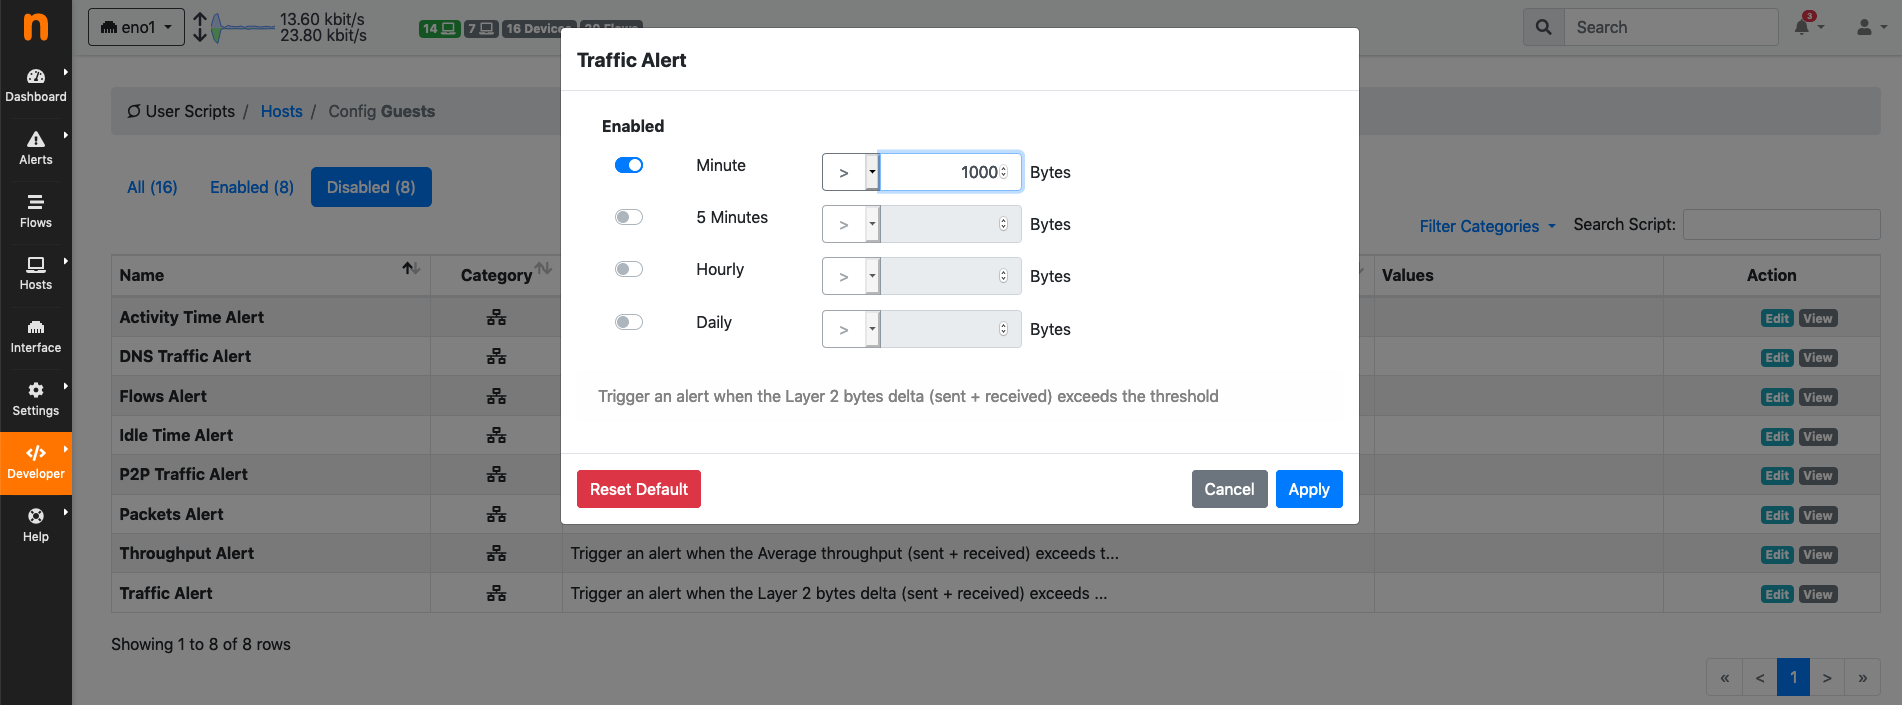 n
eno1
13.60 kbit/s
23.80 kbit/s
14
7
16 Devices
20 Flows
Search
3
Dashboard
Alerts
Flows
Hosts
Interface
Settings
Developer
Help
User Scripts / Hosts / Config Guests
All (16)
Enabled (8)
Disabled (8)
Filter Categories
Search Script:
Name
Category
Values
Action
Activity Time Alert
Edit View
DNS Traffic Alert
Edit View
Flows Alert
Edit View
Idle Time Alert
Edit View
P2P Traffic Alert
Edit View
Packets Alert
Edit View
Throughput Alert
Trigger an alert when the Average throughput (sent + received) exceeds t...
Edit View
Traffic Alert
Trigger an alert when the Layer 2 bytes delta (sent + received) exceeds ...
Edit View
Showing 1 to 8 of 8 rows
« < 1 > »
Traffic Alert
Enabled
Minute > 1000 Bytes
5 Minutes > Bytes
Hourly > Bytes
Daily > Bytes
Trigger an alert when the Layer 2 bytes delta (sent + received) exceeds the threshold
Reset Default
Cancel
Apply